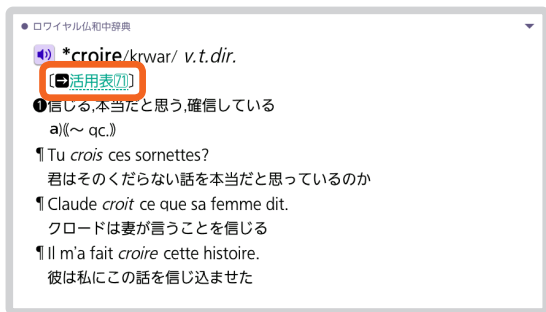 ● ロワイヤル仏和中辞典
*croire/krwar/ v.t.dir.
〔➡活用表71〕
❶信じる,本当だと思う,確信している
a)《〜 qc.》
¶ Tu crois ces sornettes?
君はそのくだらない話を本当だと思っているのか
¶ Claude croit ce que sa femme dit.
クロードは妻が言うことを信じる
¶ Il m'a fait croire cette histoire.
彼は私にこの話を信じ込ませた